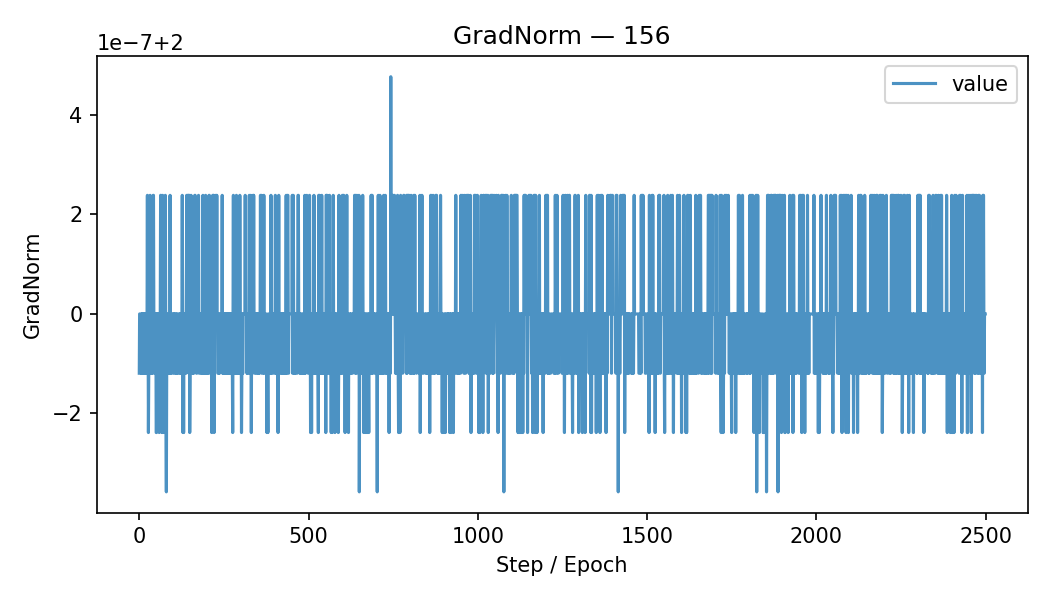 GradNorm — 156
1e−7+2
value
4
2
0
−2
GradNorm
0 500 1000 1500 2000 2500
Step / Epoch